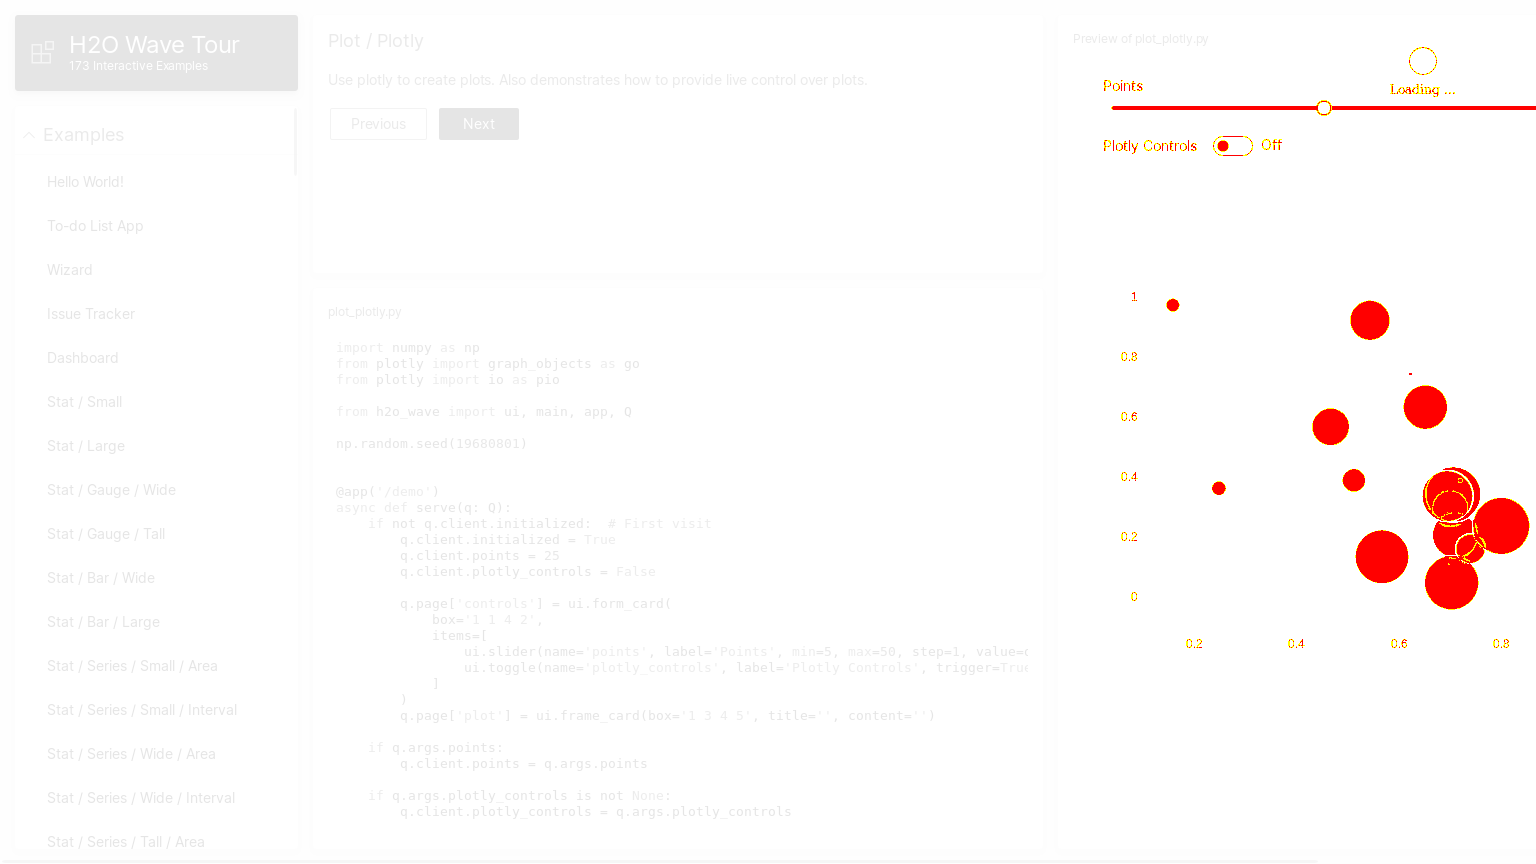 H2O Wave Tour
173 Interactive Examples
Examples
Hello World!
To-do List App
Wizard
Issue Tracker
Dashboard
Stat / Small
Stat / Large
Stat / Gauge / Wide
Stat / Gauge / Tall
Stat / Bar / Wide
Stat / Bar / Large
Stat / Series / Small / Area
Stat / Series / Small / Interval
Stat / Series / Wide / Area
Stat / Series / Wide / Interval
Stat / Series / Tall / Area
Plot / Plotly
Use plotly to create plots. Also demonstrates how to provide live control over plots.
Previous Next
plot_plotly.py
import numpy as np
from plotly import graph_objects as go
from plotly import io as pio
from h2o_wave import ui, main, app, Q
np.random.seed(19680801)
@app('/demo')
async def serve(q: Q):
if not q.client.initialized:  # First visit
q.client.initialized = True
q.client.points = 25
q.client.plotly_controls = False
q.page['controls'] = ui.form_card(
box='1 1 4 2',
items=[
ui.slider(name='points', label='Points', min=5, max=50, step=1, value=
ui.toggle(name='plotly_controls', label='Plotly Controls', trigger=True
]
)
q.page['plot'] = ui.frame_card(box='1 3 4 5', title='', content='')
if q.args.points:
q.client.points = q.args.points
if q.args.plotly_controls is not None:
q.client.plotly_controls = q.args.plotly_controls
Preview of plot_plotly.py
Loading ...
Points
Plotly Controls Off
1
0.8
0.6
0.4
0.2
0
0.2 0.4 0.6 0.8